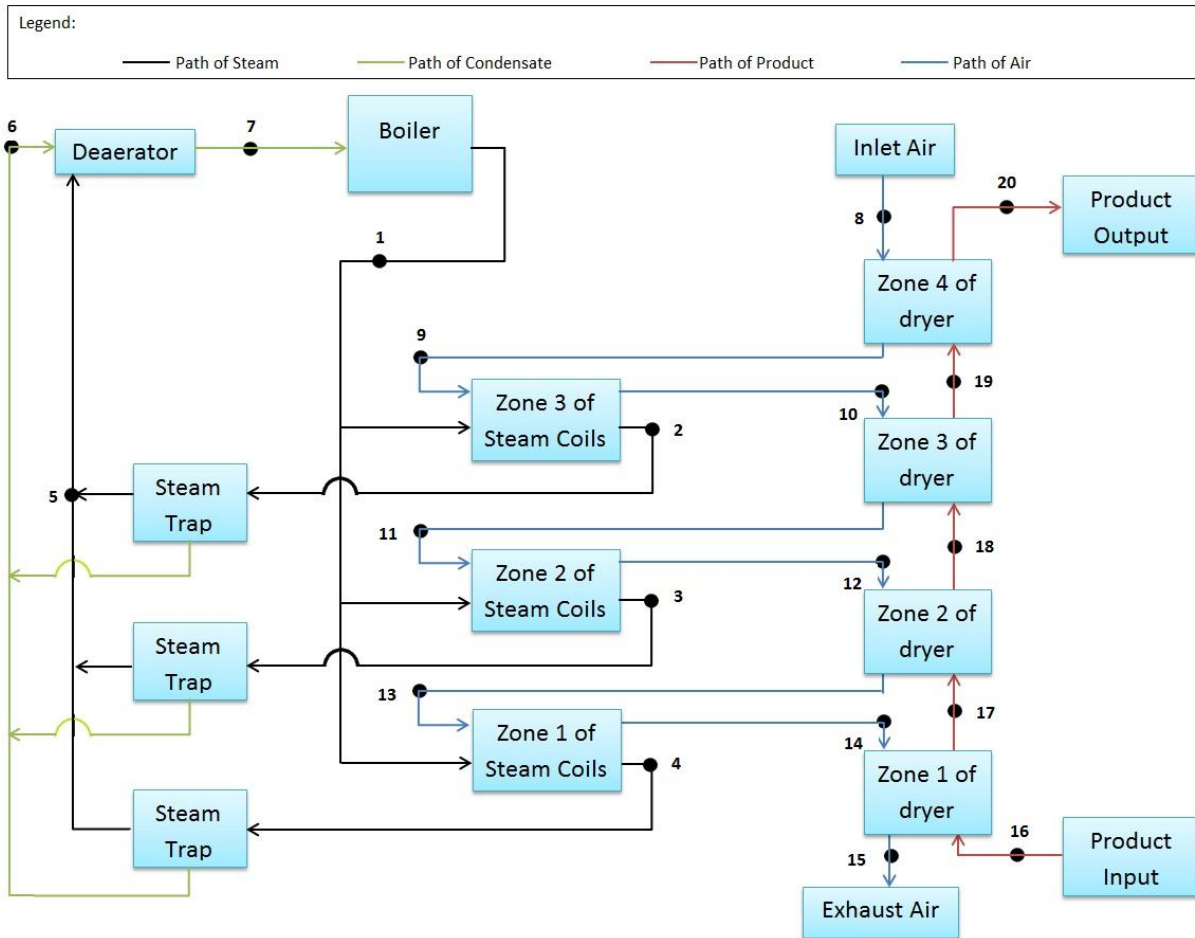 Legend:
Path of Steam
Path of Condensate
Path of Product
Path of Air
6
7
Deaerator
Boiler
Inlet Air
20
8
Product
Output
1
Zone 4 of
dryer
9
19
Zone 3 of
Steam Coils
2
10
Zone 3 of
dryer
5
Steam
Trap
11
18
Zone 2 of
Steam Coils
3
12
Zone 2 of
dryer
Steam
Trap
13
17
Zone 1 of
Steam Coils
4
14
Zone 1 of
dryer
Steam
Trap
15
16
Product
Input
Exhaust Air